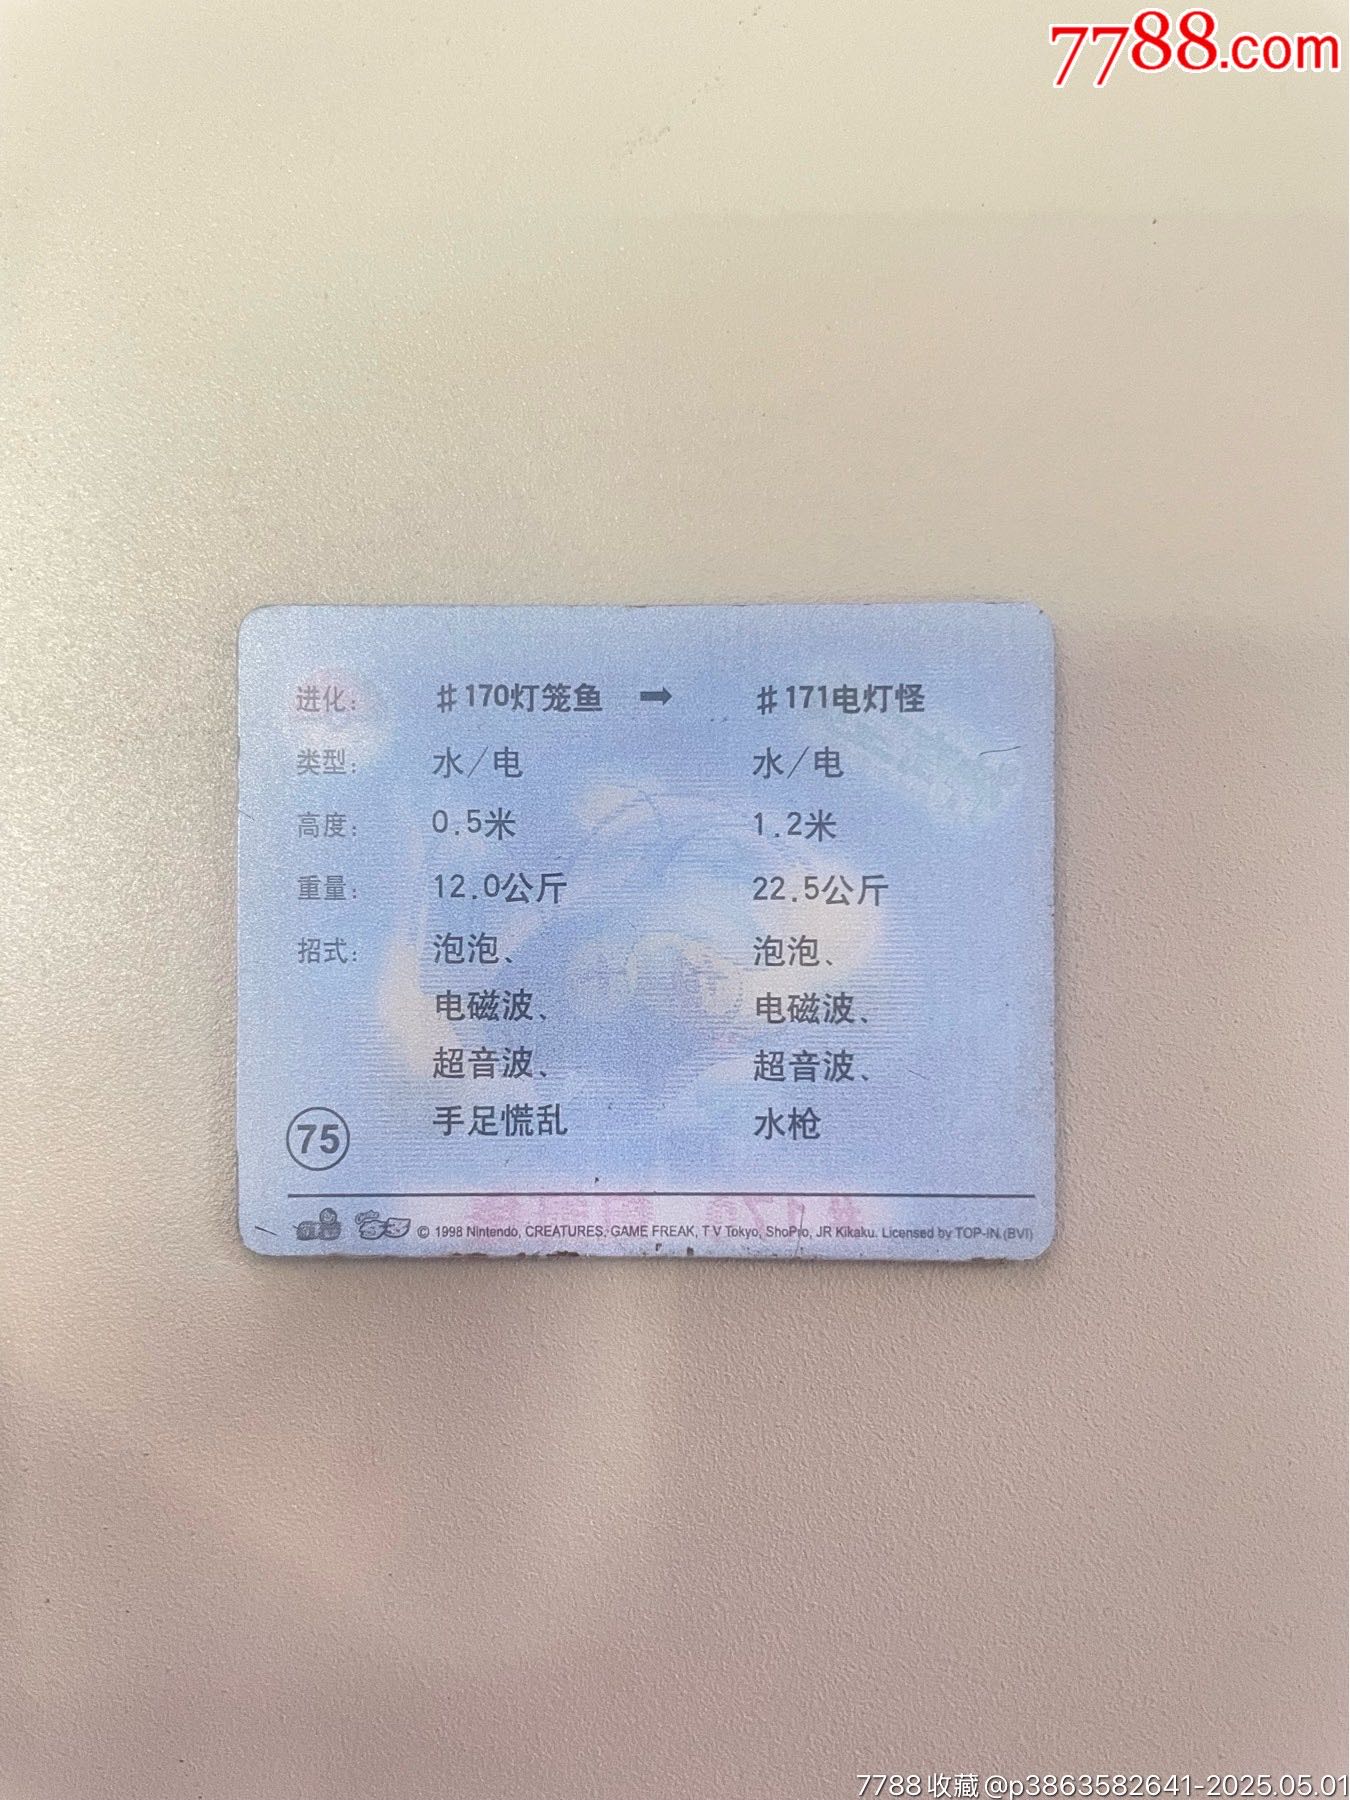 7788.com
进化： #170灯笼鱼 ➡ #171电灯怪
类型： 水/电 水/电
高度： 0.5米 1.2米
重量： 12.0公斤 22.5公斤
招式： 泡泡、 泡泡、
电磁波、 电磁波、
超音波、 超音波、
手足慌乱 水枪
75
© 1998 Nintendo, CREATURES, GAME FREAK, TV Tokyo, ShoPro, JR Kikaku. Licensed by TOP-IN (BVI)
7788收藏@p3863582641-2025.05.01